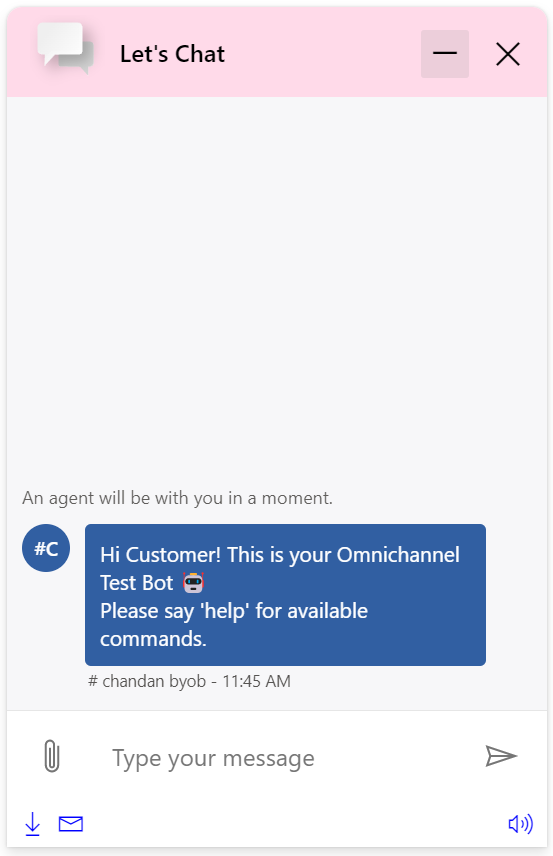 Let's Chat
An agent will be with you in a moment.
#C
Hi Customer! This is your Omnichannel
Test Bot 🤖
Please say 'help' for available
commands.
# chandan byob - 11:45 AM
Type your message